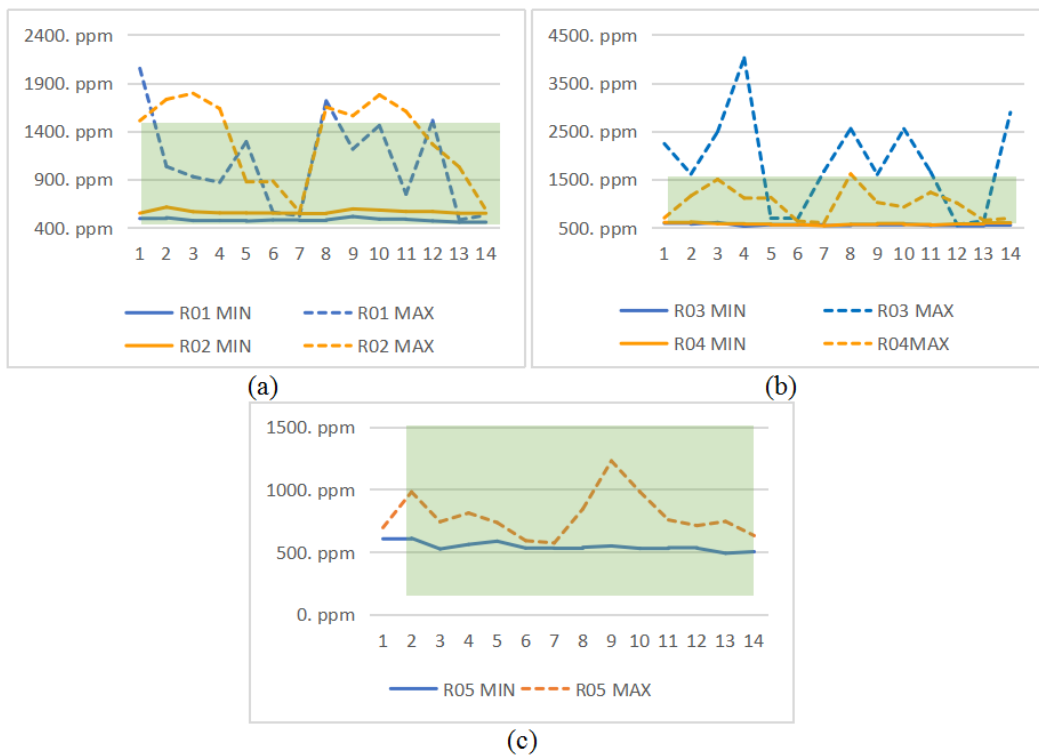 2400. ppm
1900. ppm
1400. ppm
900. ppm
400. ppm
1 2 3 4 5 6 7 8 9 10 11 12 13 14
R01 MIN R01 MAX
R02 MIN R02 MAX
(a)
4500. ppm
3500. ppm
2500. ppm
1500. ppm
500. ppm
1 2 3 4 5 6 7 8 9 10 11 12 13 14
R03 MIN R03 MAX
R04 MIN R04MAX
(b)
1500. ppm
1000. ppm
500. ppm
0. ppm
1 2 3 4 5 6 7 8 9 10 11 12 13 14
R05 MIN R05 MAX
(c)